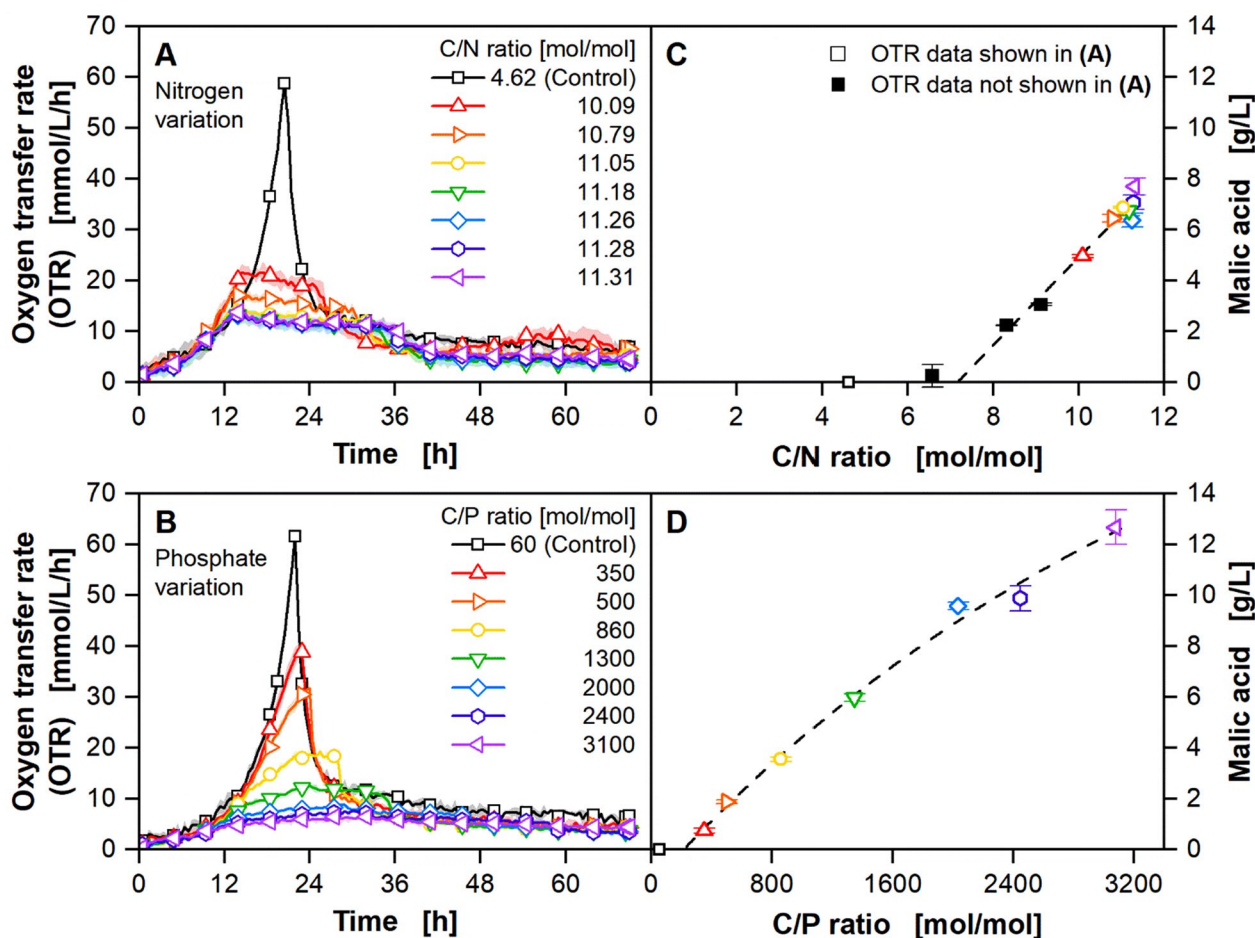 A
Nitrogen
variation
C/N ratio [mol/mol]
4.62 (Control)
10.09
10.79
11.05
11.18
11.26
11.28
11.31
Oxygen transfer rate
(OTR) [mmol/L/h]
70
60
50
40
30
20
10
0
0 12 24 36 48 60
Time [h]
C
OTR data shown in (A)
OTR data not shown in (A)
14
12
10
8
6
4
2
0
Malic acid [g/L]
0 2 4 6 8 10 12
C/N ratio [mol/mol]
B
Phosphate
variation
C/P ratio [mol/mol]
60 (Control)
350
500
860
1300
2000
2400
3100
Oxygen transfer rate
(OTR) [mmol/L/h]
70
60
50
40
30
20
10
0
0 12 24 36 48 60
Time [h]
D
14
12
10
8
6
4
2
0
Malic acid [g/L]
0 800 1600 2400 3200
C/P ratio [mol/mol]